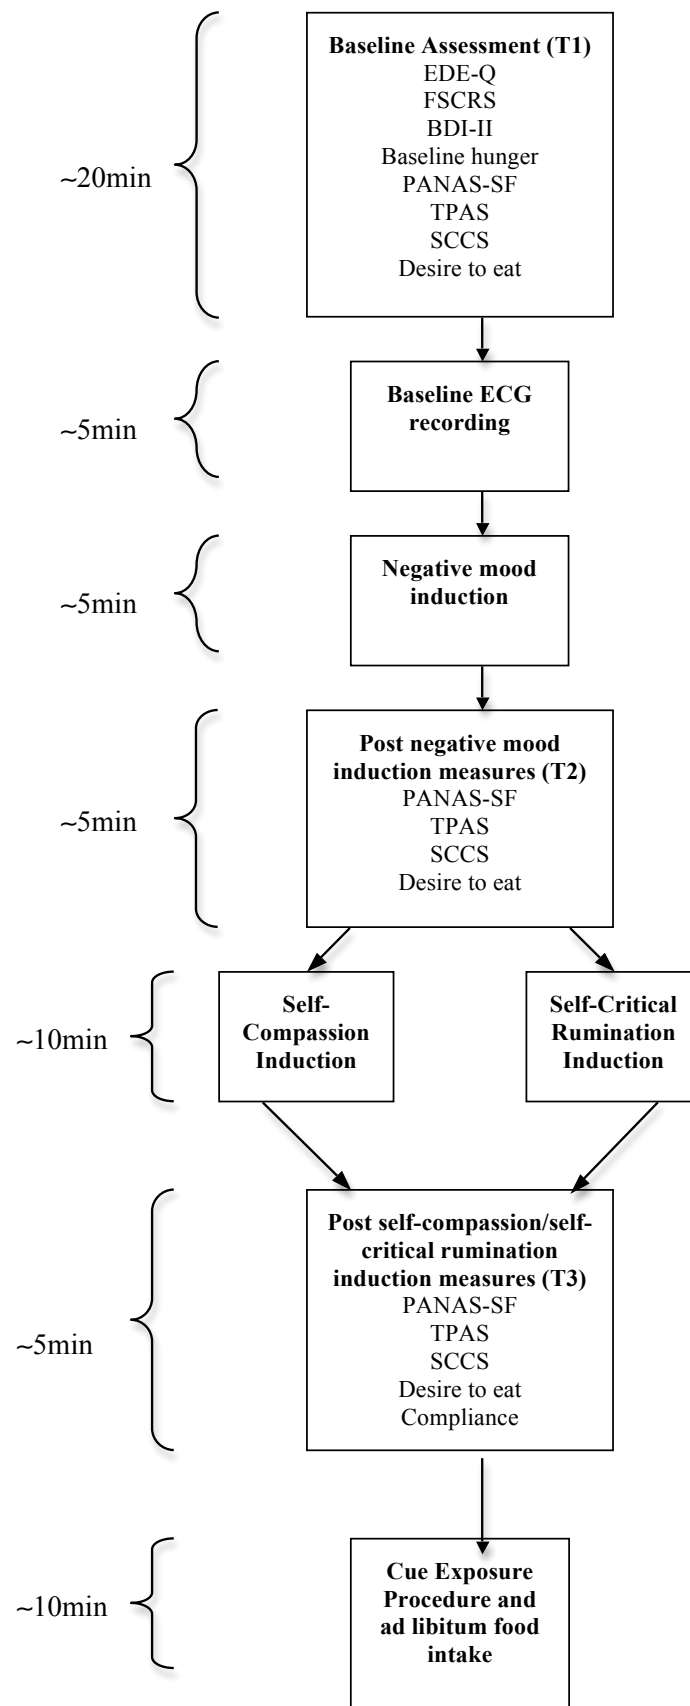 Baseline Assessment (T1)
EDE-Q
FSCRS
BDI-II
Baseline hunger
PANAS-SF
TPAS
SCCS
Desire to eat
~20min
Baseline ECG
recording
~5min
Negative mood
induction
~5min
Post negative mood
induction measures (T2)
PANAS-SF
TPAS
SCCS
Desire to eat
~5min
Self-
Compassion
Induction
Self-Critical
Rumination
Induction
~10min
Post self-compassion/self-
critical rumination
induction measures (T3)
PANAS-SF
TPAS
SCCS
Desire to eat
Compliance
~5min
Cue Exposure
Procedure and
ad libitum food
intake
~10min